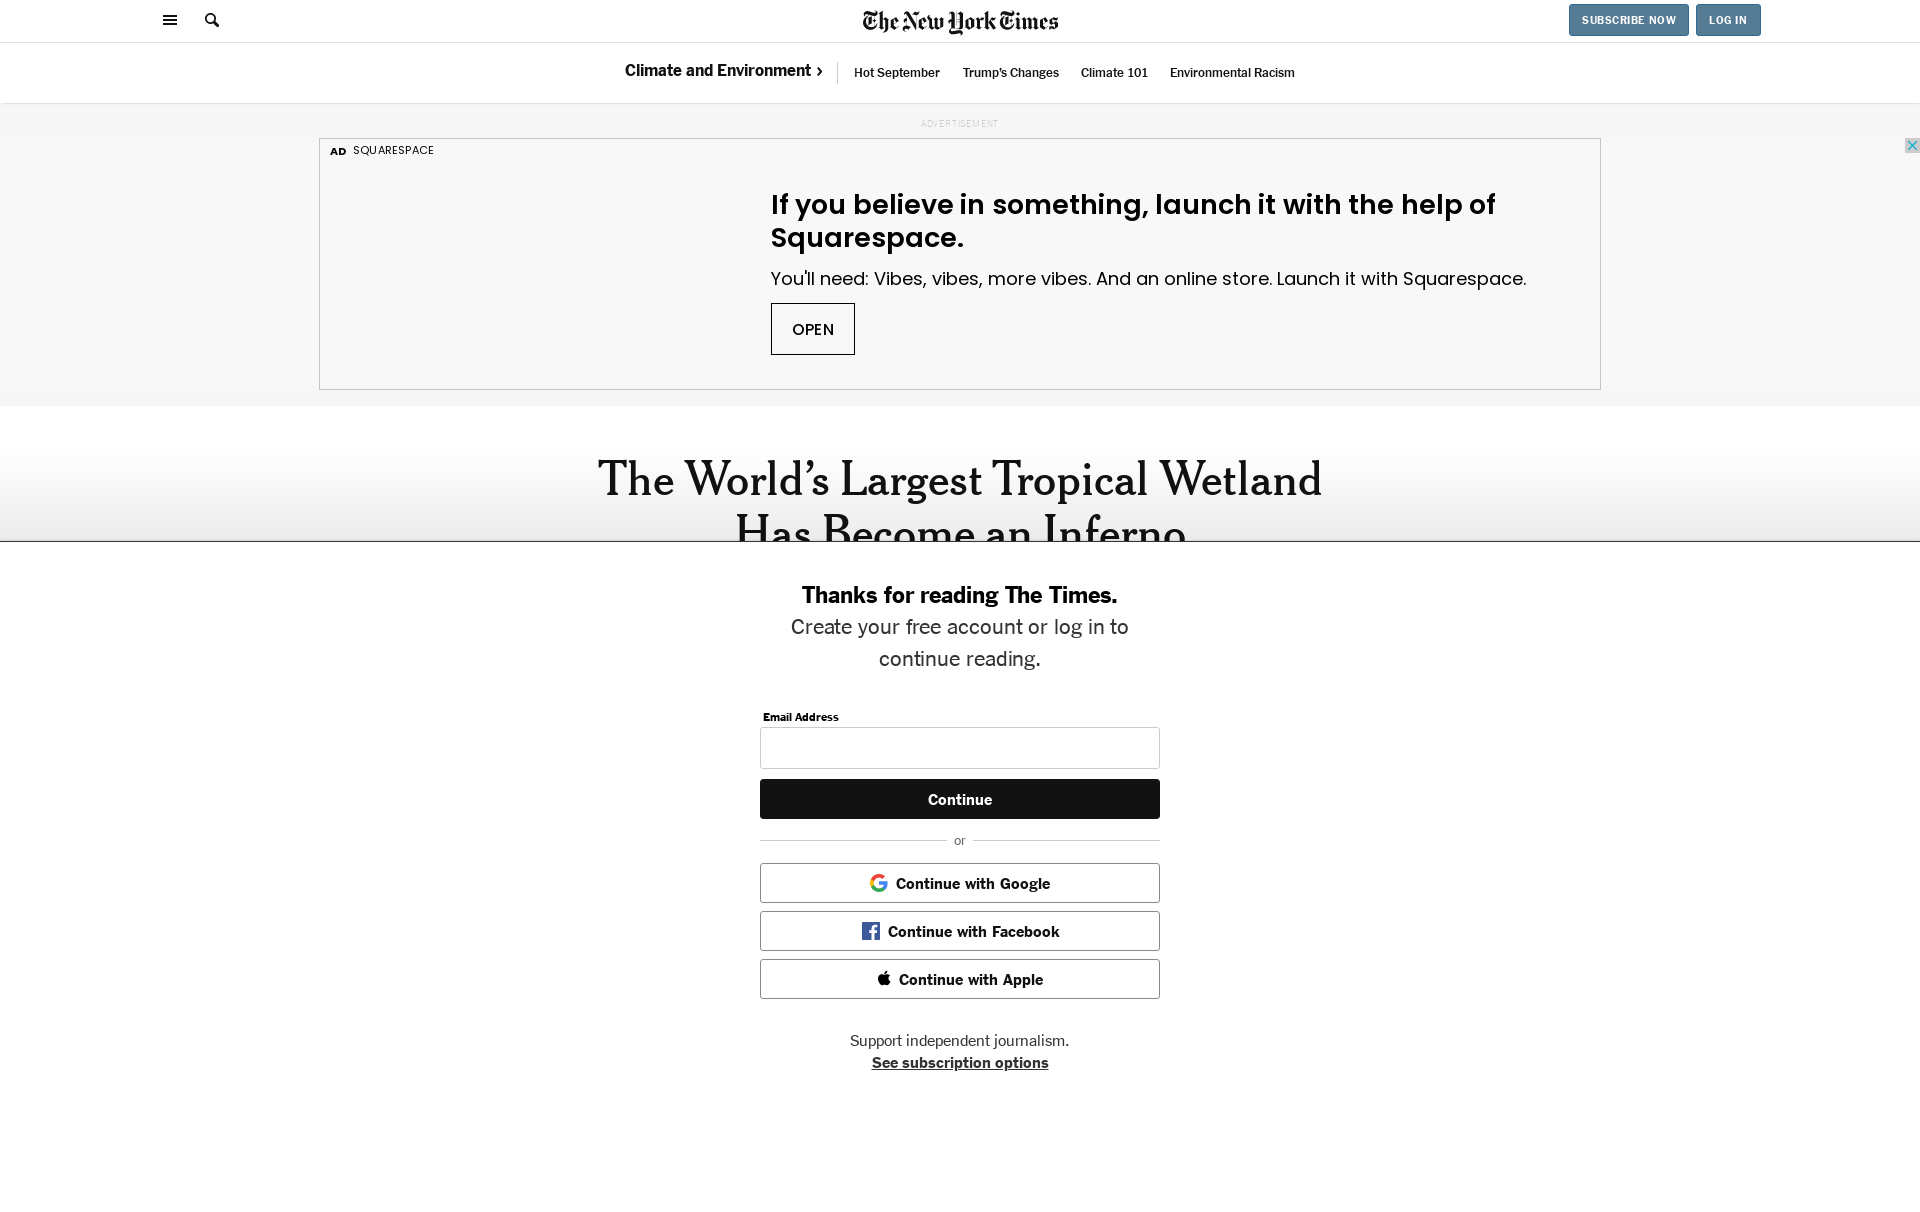 The New York Times
SUBSCRIBE NOW
LOG IN
Climate and Environment ›
Hot September
Trump's Changes
Climate 101
Environmental Racism
ADVERTISEMENT
AD SQUARESPACE
If you believe in something, launch it with the help of
Squarespace.
You'll need: Vibes, vibes, more vibes. And an online store. Launch it with Squarespace.
OPEN
The World’s Largest Tropical Wetland
Has Become an Inferno
Thanks for reading The Times.
Create your free account or log in to
continue reading.
Email Address
Continue
or
Continue with Google
Continue with Facebook
Continue with Apple
Support independent journalism.
See subscription options